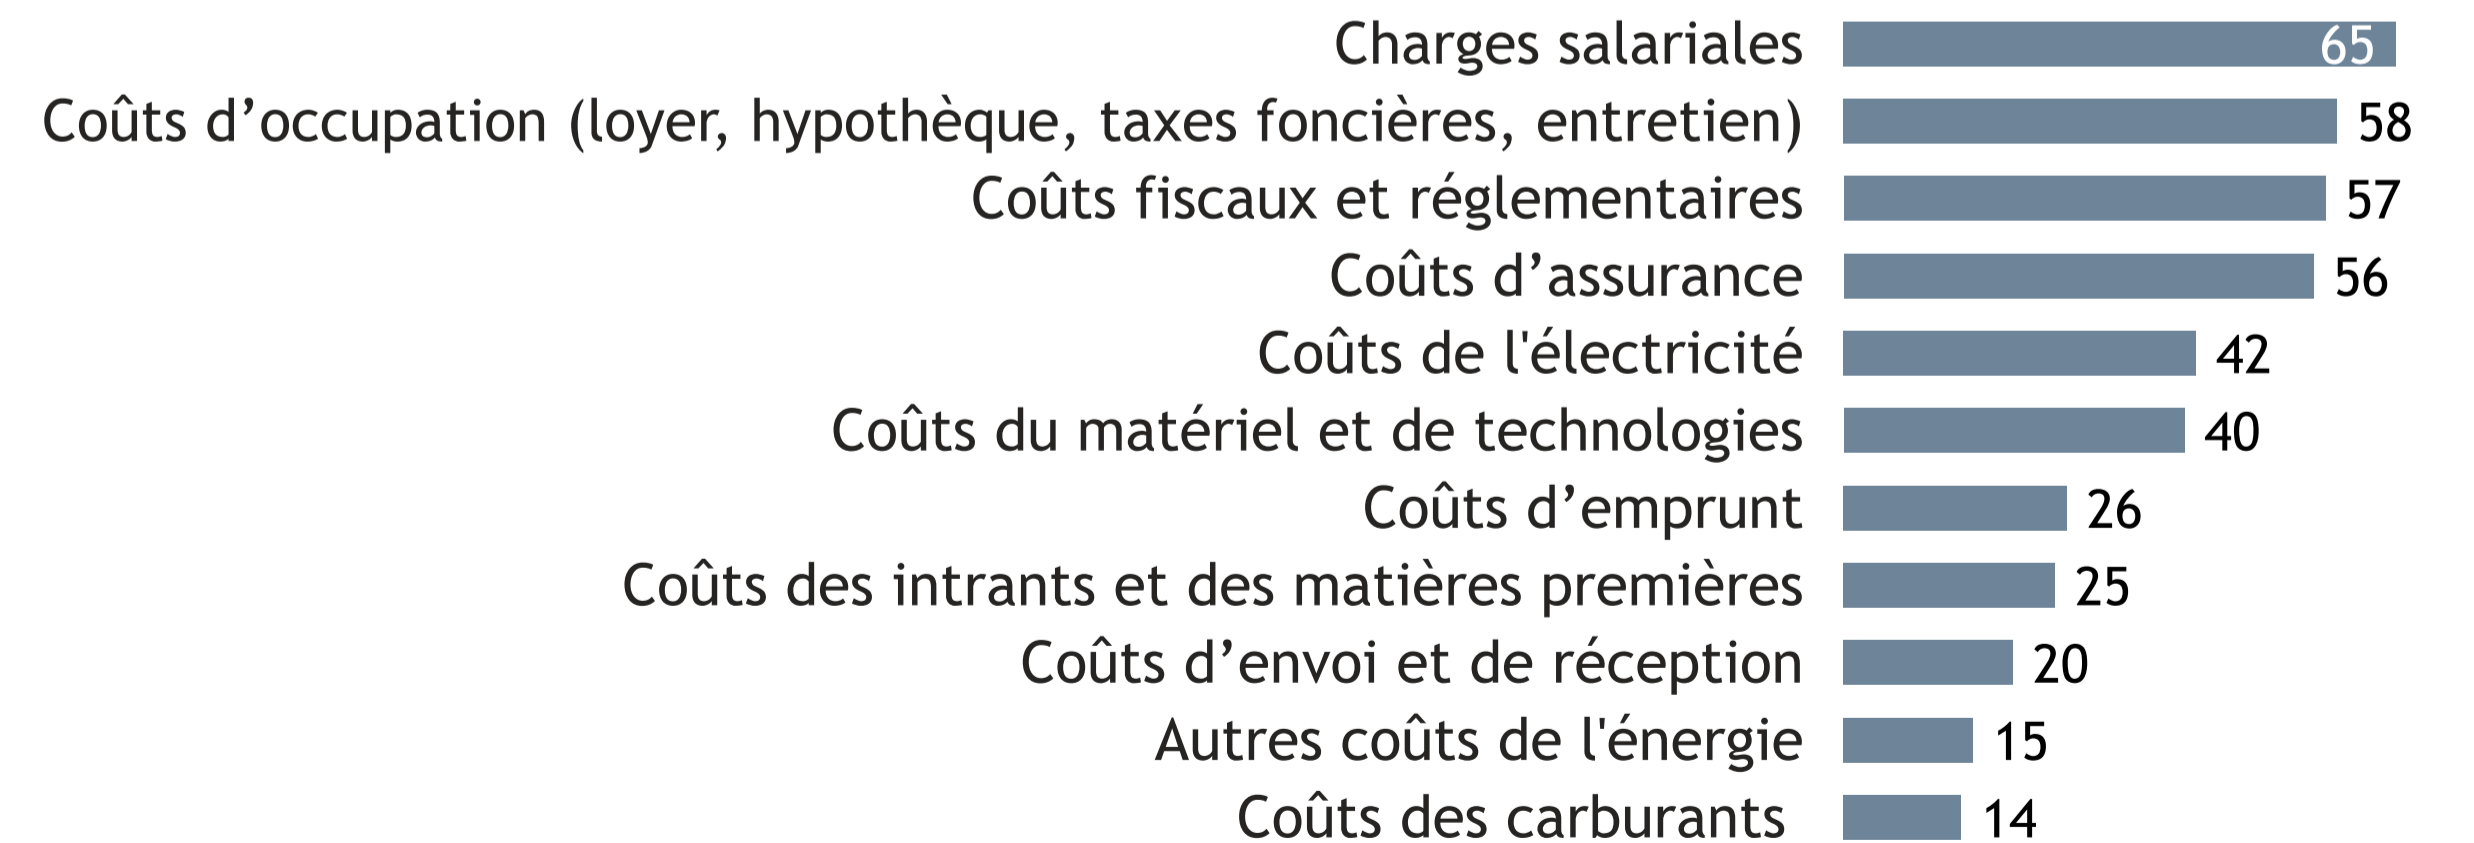 Charges salariales 65
Coûts d’occupation (loyer, hypothèque, taxes foncières, entretien) 58
Coûts fiscaux et réglementaires 57
Coûts d’assurance 56
Coûts de l'électricité 42
Coûts du matériel et de technologies 40
Coûts d’emprunt 26
Coûts des intrants et des matières premières 25
Coûts d’envoi et de réception 20
Autres coûts de l'énergie 15
Coûts des carburants 14